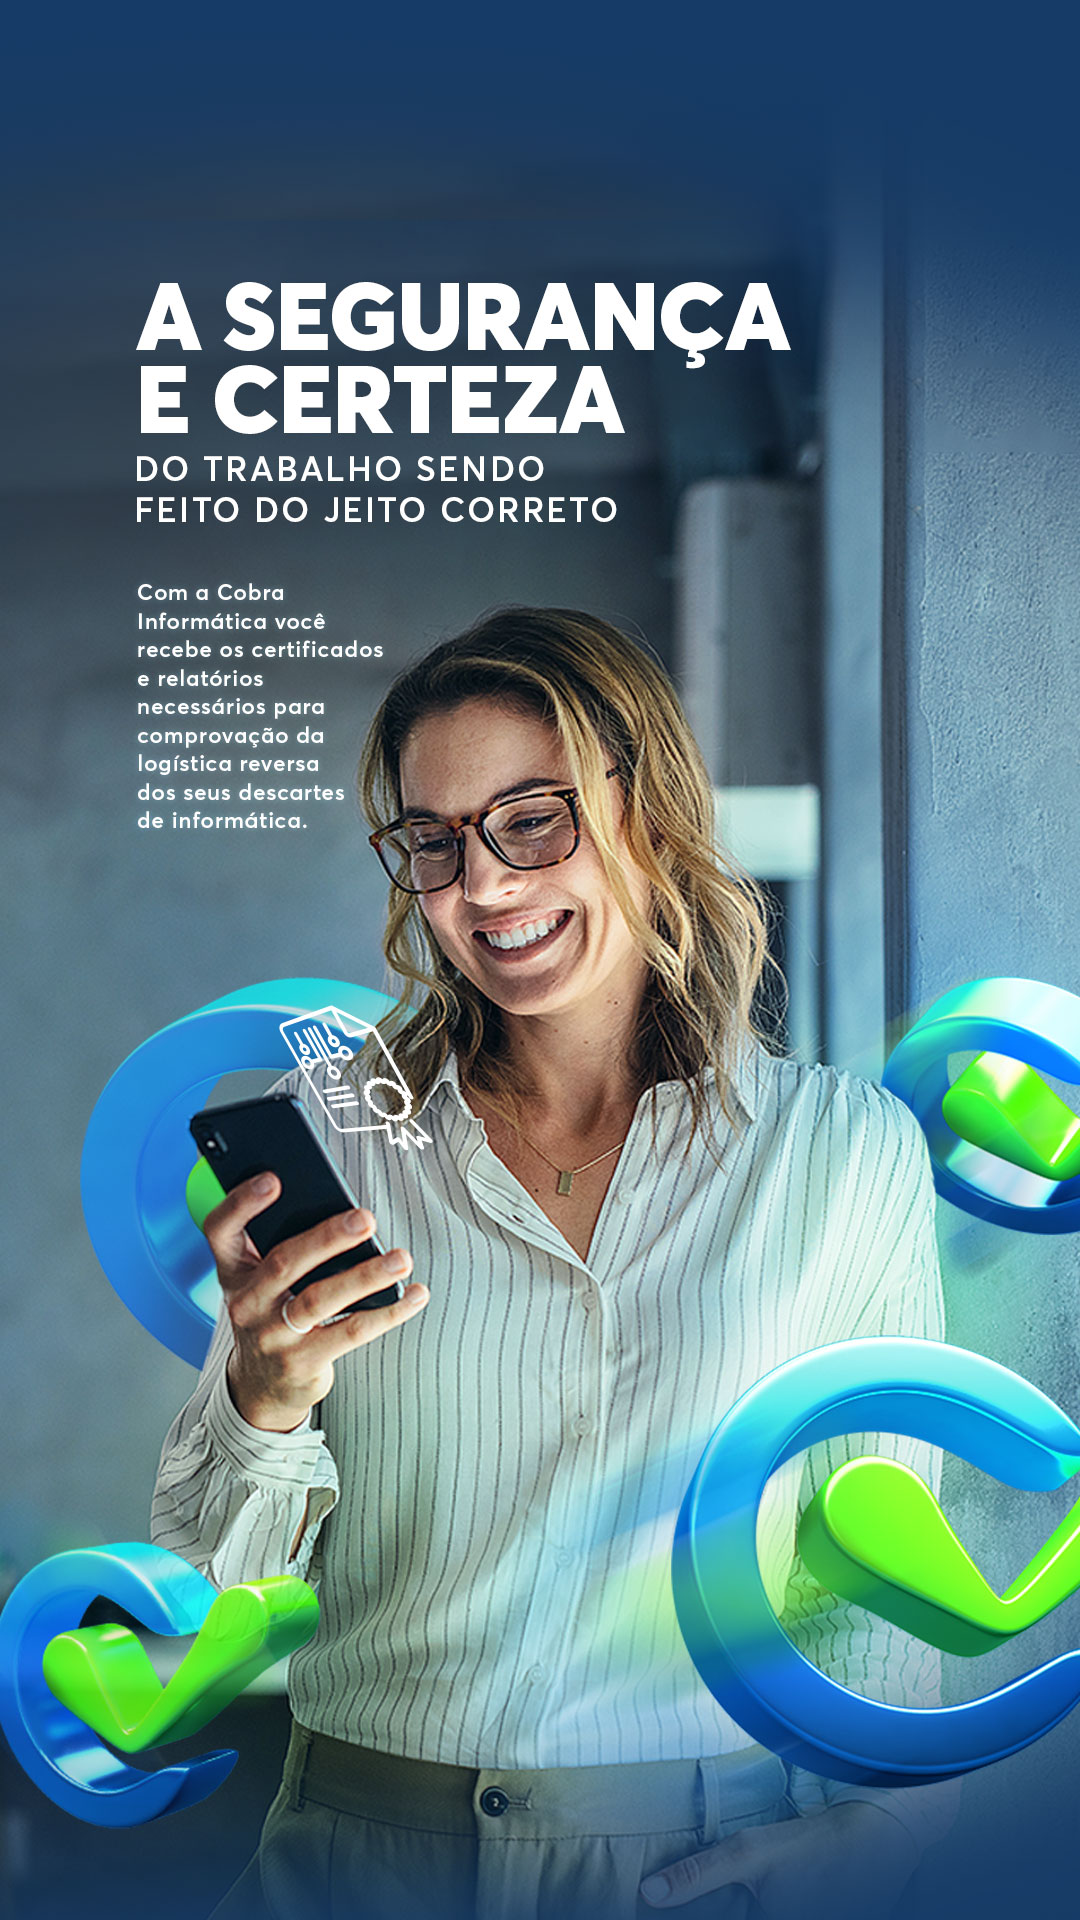 A SEGURANÇA
E CERTEZA
DO TRABALHO SENDO
FEITO DO JEITO CORRETO
Com a Cobra
Informática você
recebe os certificados
e relatórios
necessários para
comprovação da
logística reversa
dos seus descartes
de informática.